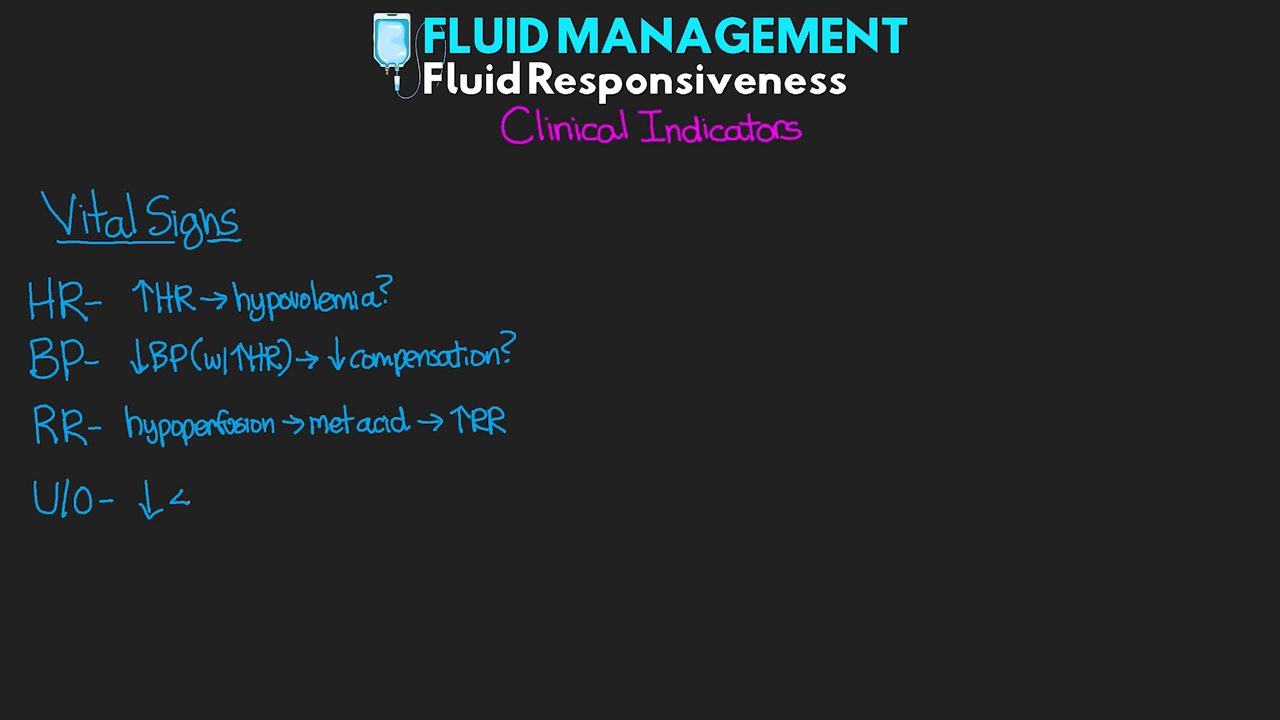 FLUID MANAGEMENT
Fluid Responsiveness
Clinical Indicators
Vital Signs
HR- ↑HR→hypovolemia?
BP- ↓BP(w/↑HR)→↓compensation?
RR- hypoperfusion→met acid→↑RR
U/O- ↓<